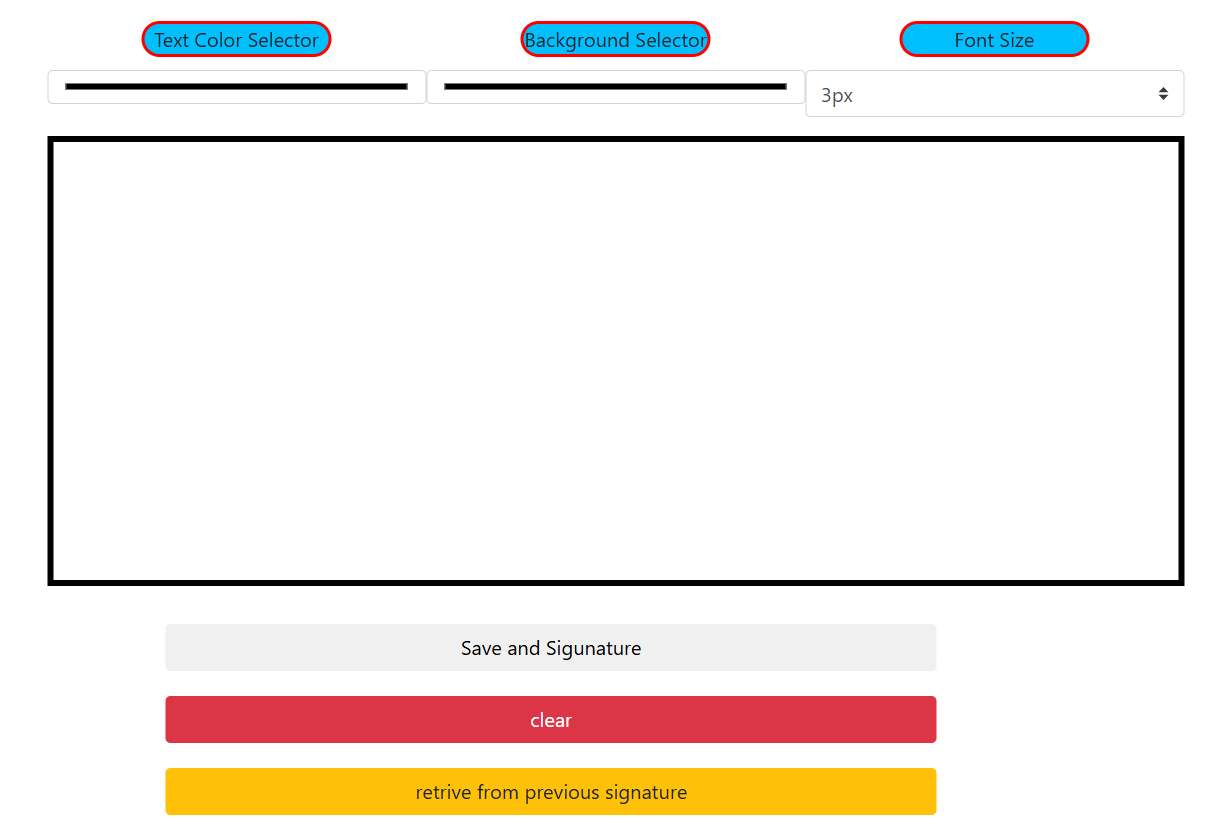 Text Color Selector
Background Selector
Font Size
3px
Save and Sigunature
clear
retrive from previous signature